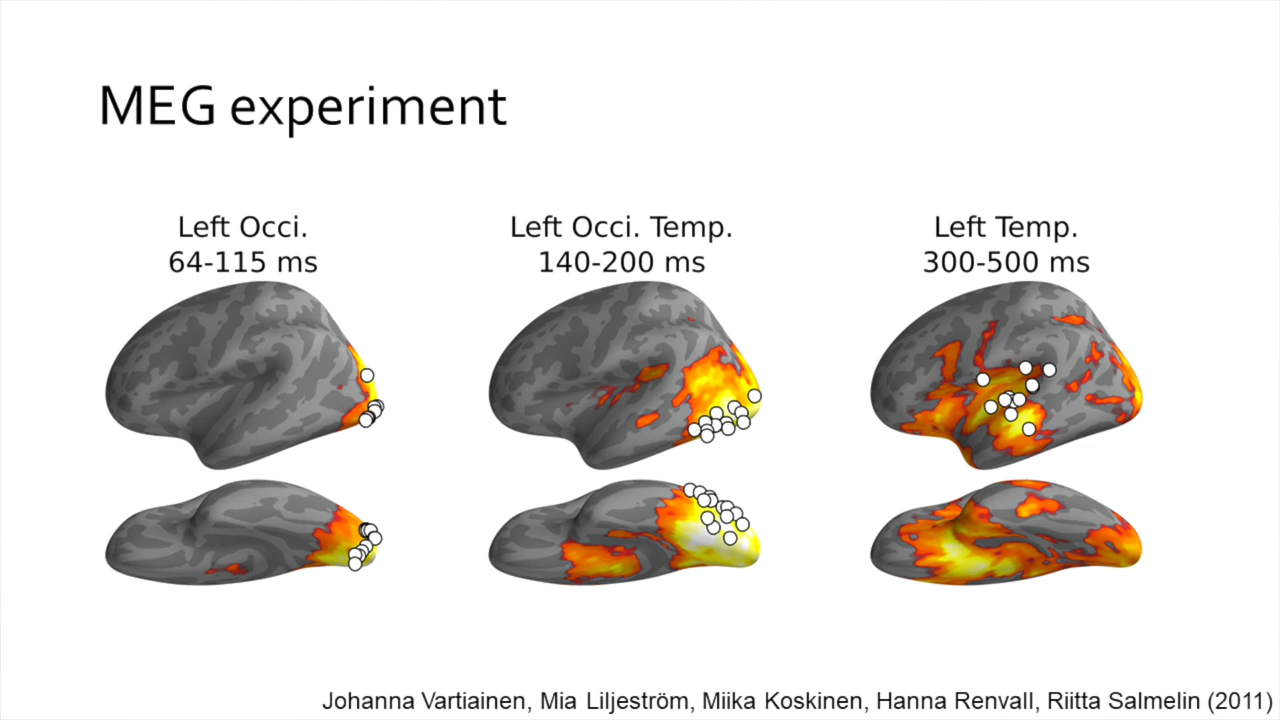 MEG experiment
Left Occi.
64-115 ms
Left Occi. Temp.
140-200 ms
Left Temp.
300-500 ms
Johanna Vartiainen, Mia Liljeström, Miika Koskinen, Hanna Renvall, Riitta Salmelin (2011)